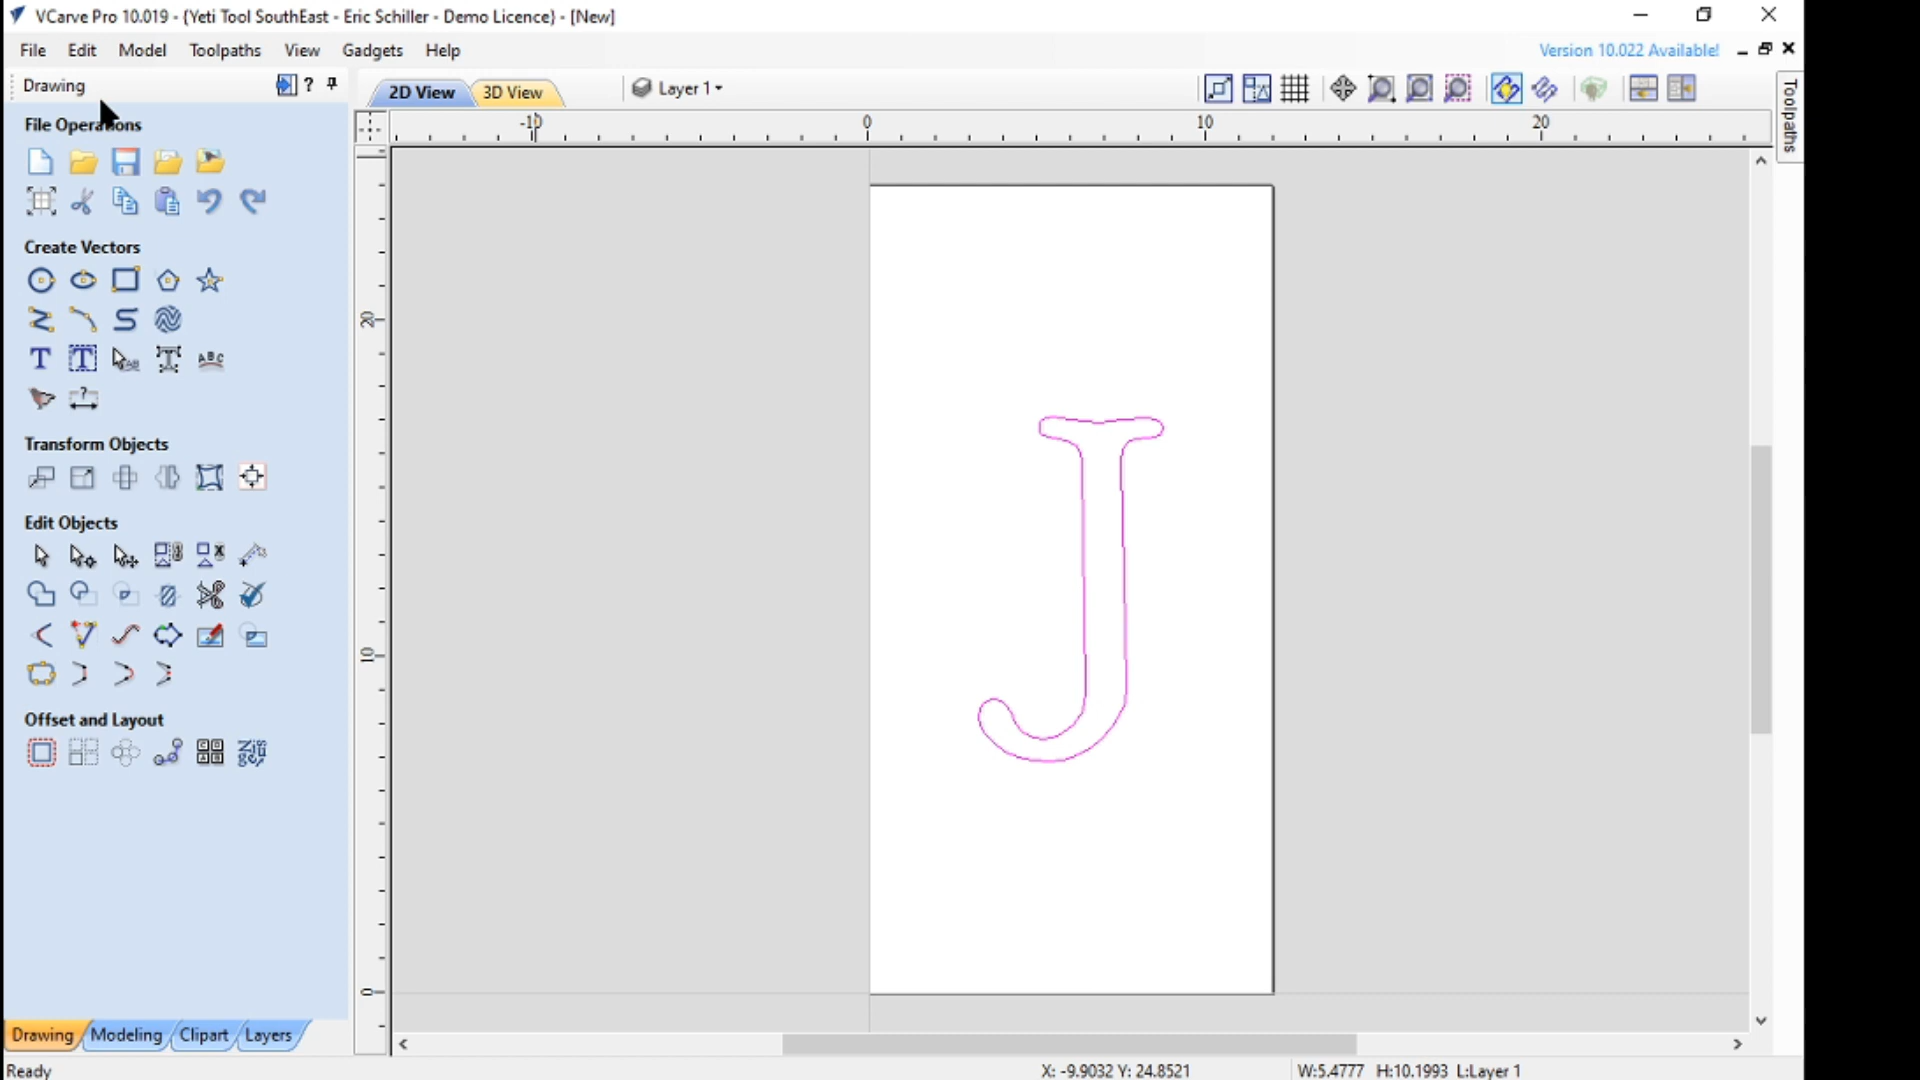 VCarve Pro 10.019 - {Yeti Tool SouthEast - Eric Schiller - Demo Licence} - [New]
File Edit Model Toolpaths View Gadgets Help
Version 10.022 Available!
Drawing
2D View 3D View
Layer 1
File Operations
Create Vectors
Transform Objects
Edit Objects
Offset and Layout
Drawing Modeling Clipart Layers
-10 0 10 20
20
10
0
J
Toolpaths
Ready
X: -9.9032 Y: 24.8521
W:5.4777 H:10.1993 L:Layer 1